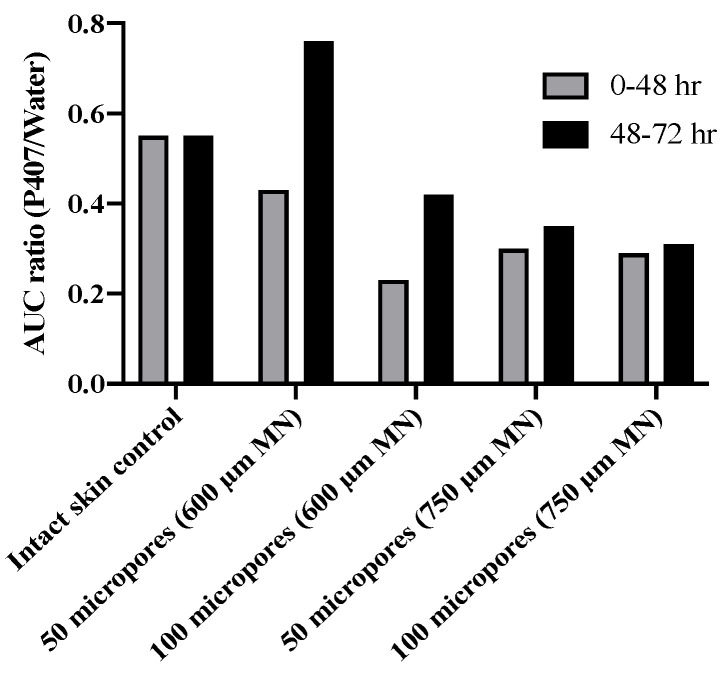 AUC ratio (P407/Water)
0.8
0.6
0.4
0.2
0.0
0-48 hr
48-72 hr
Intact skin control
50 micropores (600 µm MN)
100 micropores (600 µm MN)
50 micropores (750 µm MN)
100 micropores (750 µm MN)